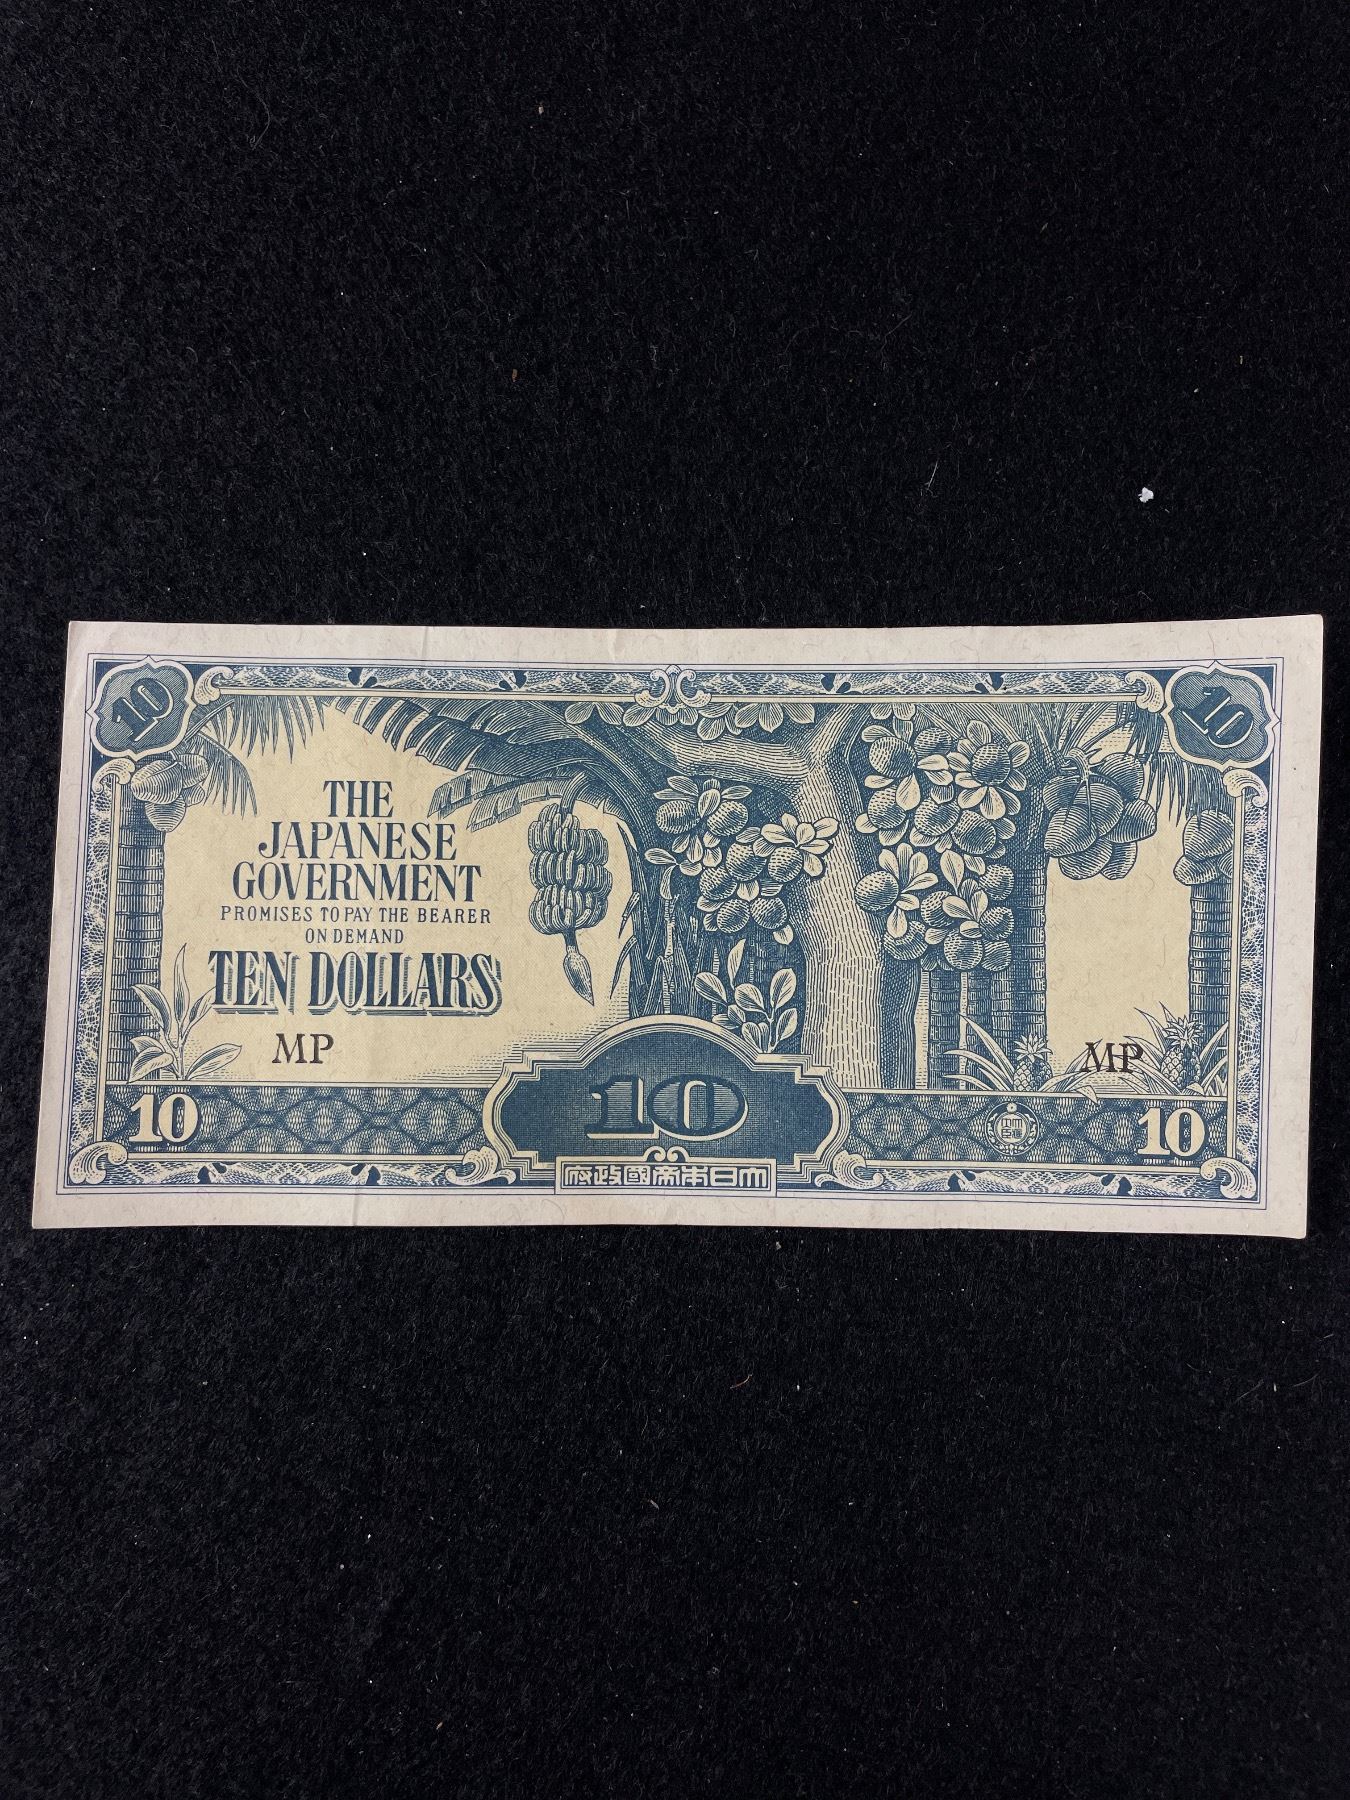 10
10
THE
JAPANESE
GOVERNMENT
PROMISES TO PAY THE BEARER
ON DEMAND
TEN DOLLARS
MP
MP
10
10
10
府政國帝本日大